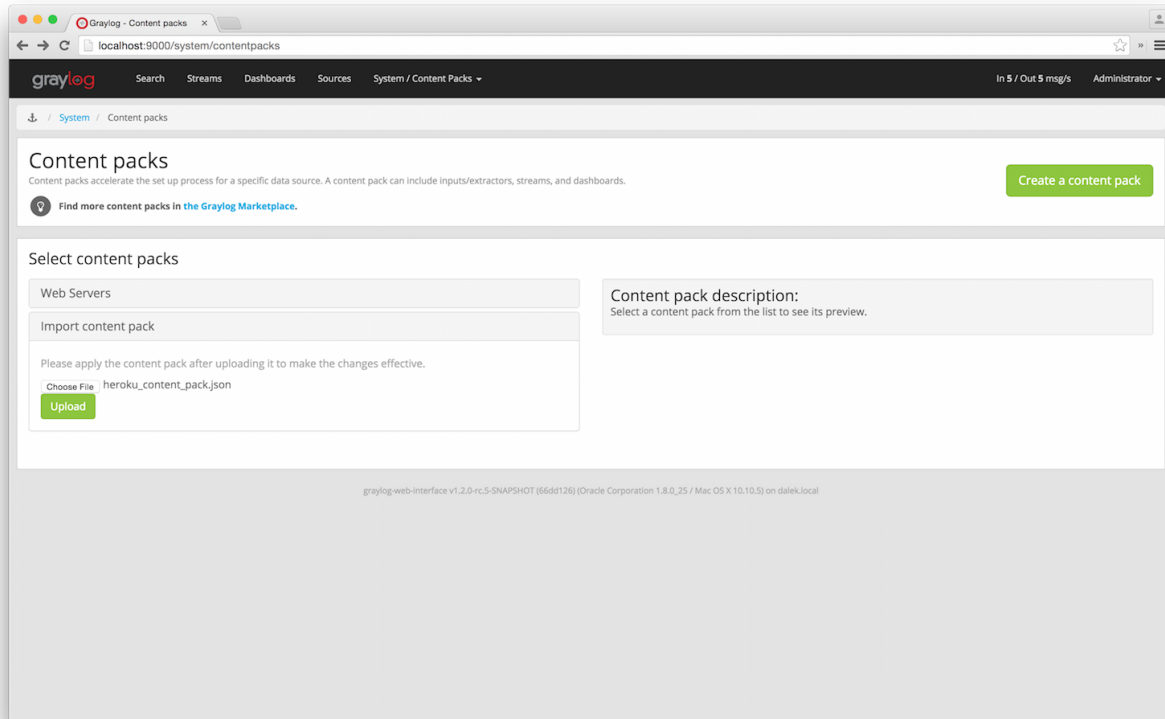 Graylog - Content packs
localhost:9000/system/contentpacks
graylog Search Streams Dashboards Sources System / Content Packs In 5 / Out 5 msg/s Administrator
/ System / Content packs
Content packs
Content packs accelerate the set up process for a specific data source. A content pack can include inputs/extractors, streams, and dashboards.
Create a content pack
Find more content packs in the Graylog Marketplace.
Select content packs
Web Servers
Import content pack
Please apply the content pack after uploading it to make the changes effective.
Choose File heroku_content_pack.json
Upload
Content pack description:
Select a content pack from the list to see its preview.
graylog-web-interface v1.2.0-rc.5-SNAPSHOT (66dd126) (Oracle Corporation 1.8.0_25 / Mac OS X 10.10.5) on dalek.local